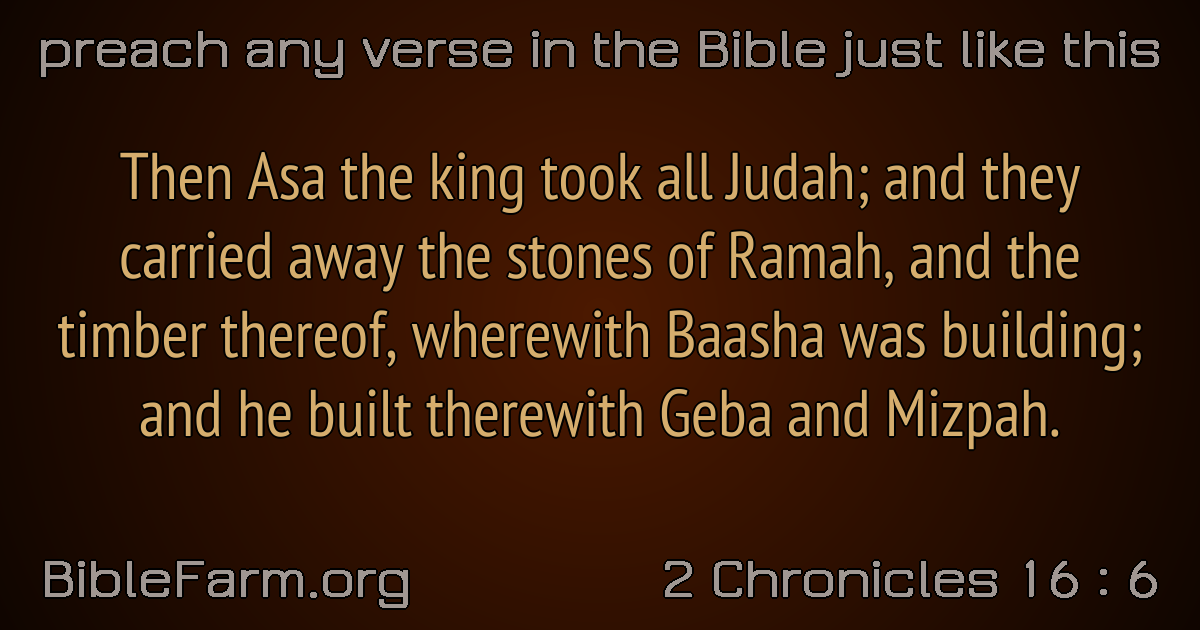 preach any verse in the Bible just like this
Then Asa the king took all Judah; and they
carried away the stones of Ramah, and the
timber thereof, wherewith Baasha was building;
and he built therewith Geba and Mizpah.
BibleFarm.org
2 Chronicles 16 : 6